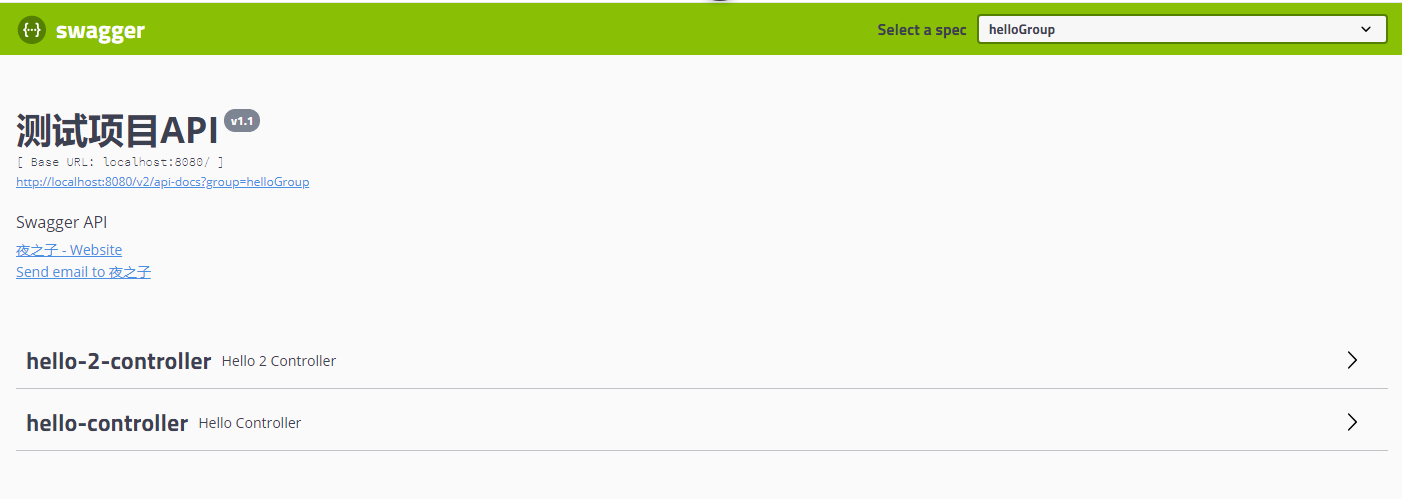 {···} swagger Select a spec helloGroup
测试项目API v1.1
[ Base URL: localhost:8080/ ]
http://localhost:8080/v2/api-docs?group=helloGroup
Swagger API
夜之子 - Website
Send email to 夜之子
hello-2-controller Hello 2 Controller
hello-controller Hello Controller